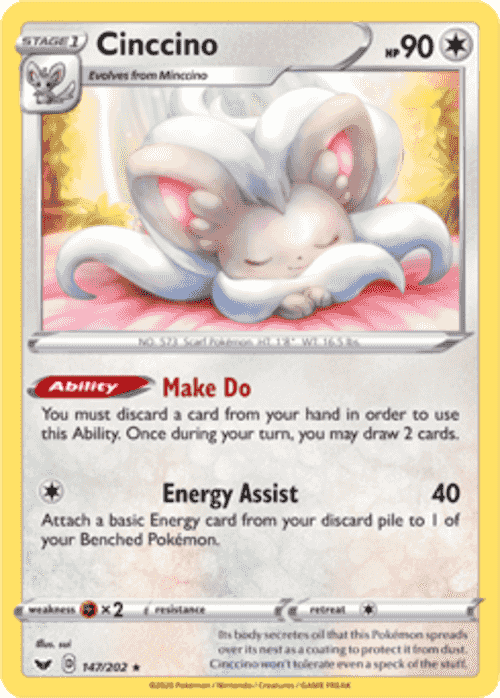 STAGE 1 Cinccino HP 90
Evolves from Minccino
NO. 573 Scarf Pokémon HT: 1'8" WT: 16.5 lbs
Ability Make Do
You must discard a card from your hand in order to use
this Ability. Once during your turn, you may draw 2 cards.
Energy Assist 40
Attach a basic Energy card from your discard pile to 1 of
your Benched Pokémon.
weakness ×2 resistance retreat
Illus. sui
Its body secretes oil that this Pokémon spreads
over its nest as a coating to protect it from dust.
Cinccino won't tolerate even a speck of the stuff.
147/202 ★
©2020 Pokémon / Nintendo / Creatures / GAME FREAK